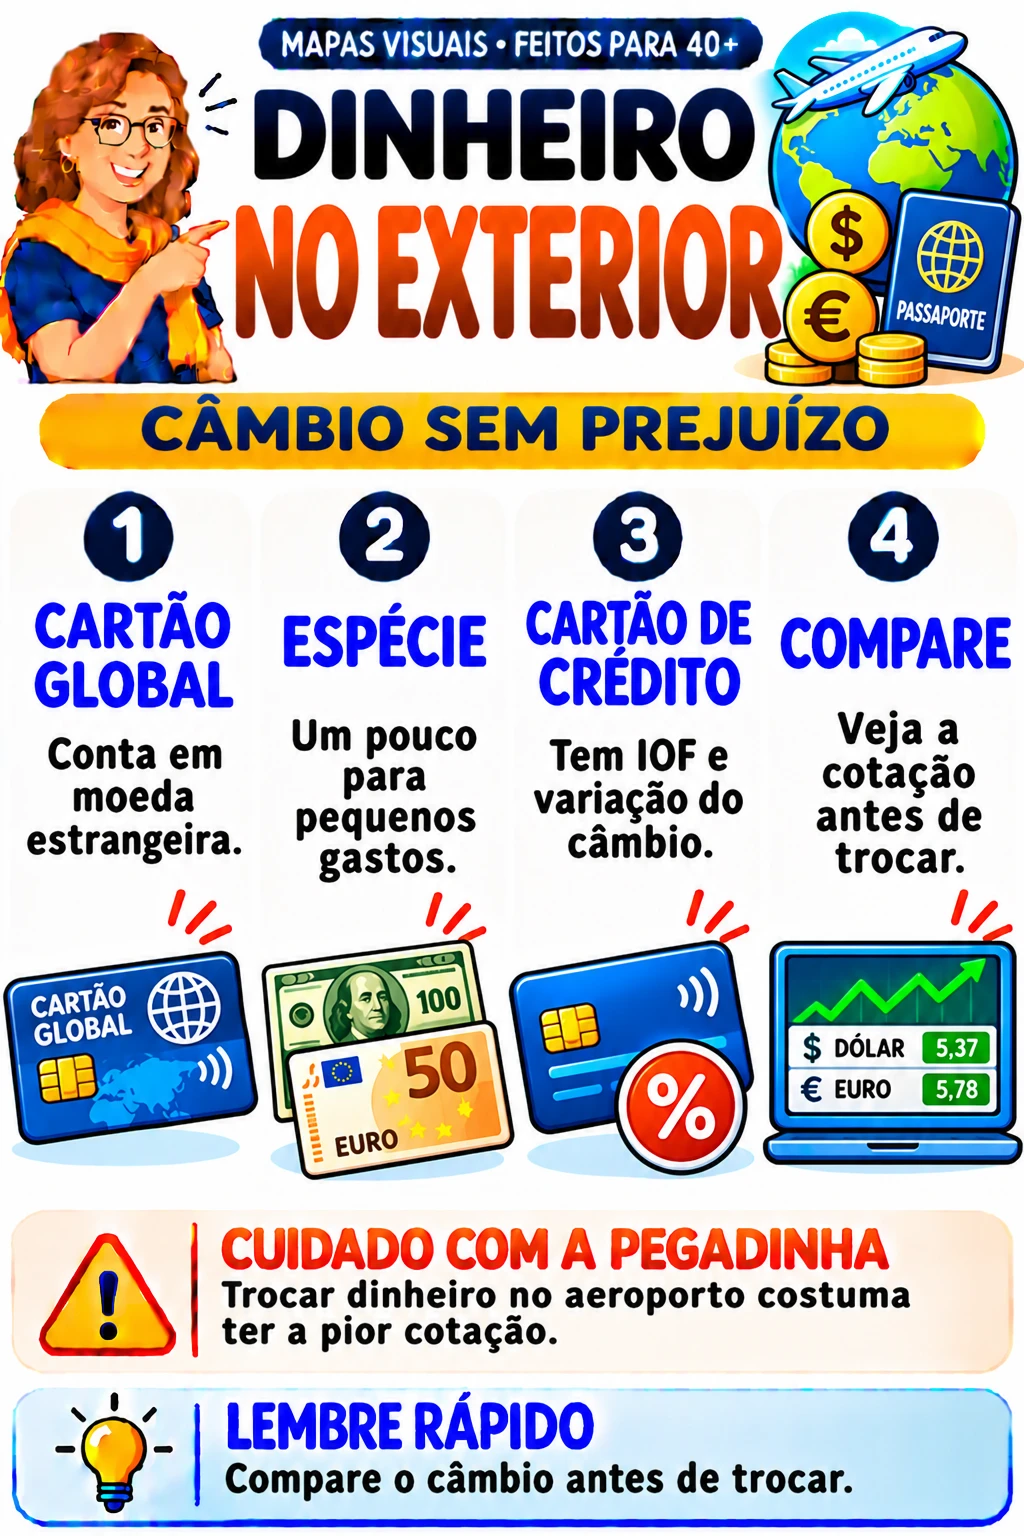 MAPAS VISUAIS • FEITOS PARA 40+
DINHEIRO
NO EXTERIOR
$
€
PASSAPORTE
CÂMBIO SEM PREJUÍZO
1
CARTÃO
GLOBAL
Conta em
moeda
estrangeira.
CARTÃO
GLOBAL
2
ESPÉCIE
Um pouco
para
pequenos
gastos.
100
50
EURO
3
CARTÃO DE
CRÉDITO
Tem IOF e
variação do
câmbio.
%
4
COMPARE
Veja a
cotação
antes de
trocar.
$ DÓLAR 5,37
€ EURO 5,78
CUIDADO COM A PEGADINHA
Trocar dinheiro no aeroporto costuma
ter a pior cotação.
LEMBRE RÁPIDO
Compare o câmbio antes de trocar.